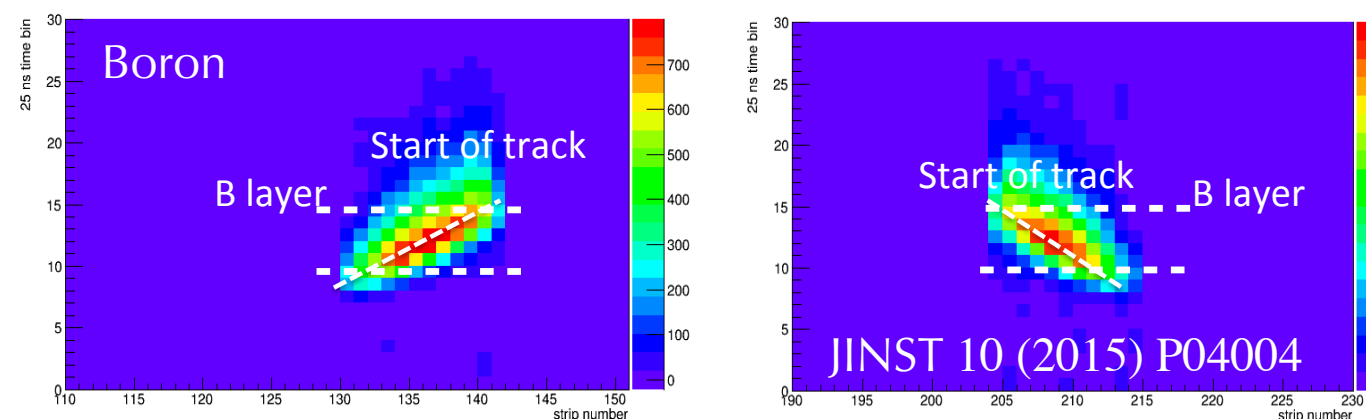 25 ns time bin
30
25
20
15
10
5
0
Boron
Start of track
B layer
110 115 120 125 130 135 140 145 150
strip number
700
600
500
400
300
200
100
0
25 ns time bin
30
25
20
15
10
5
0
Start of track
B layer
JINST 10 (2015) P04004
190 195 200 205 210 215 220 225 230
strip number